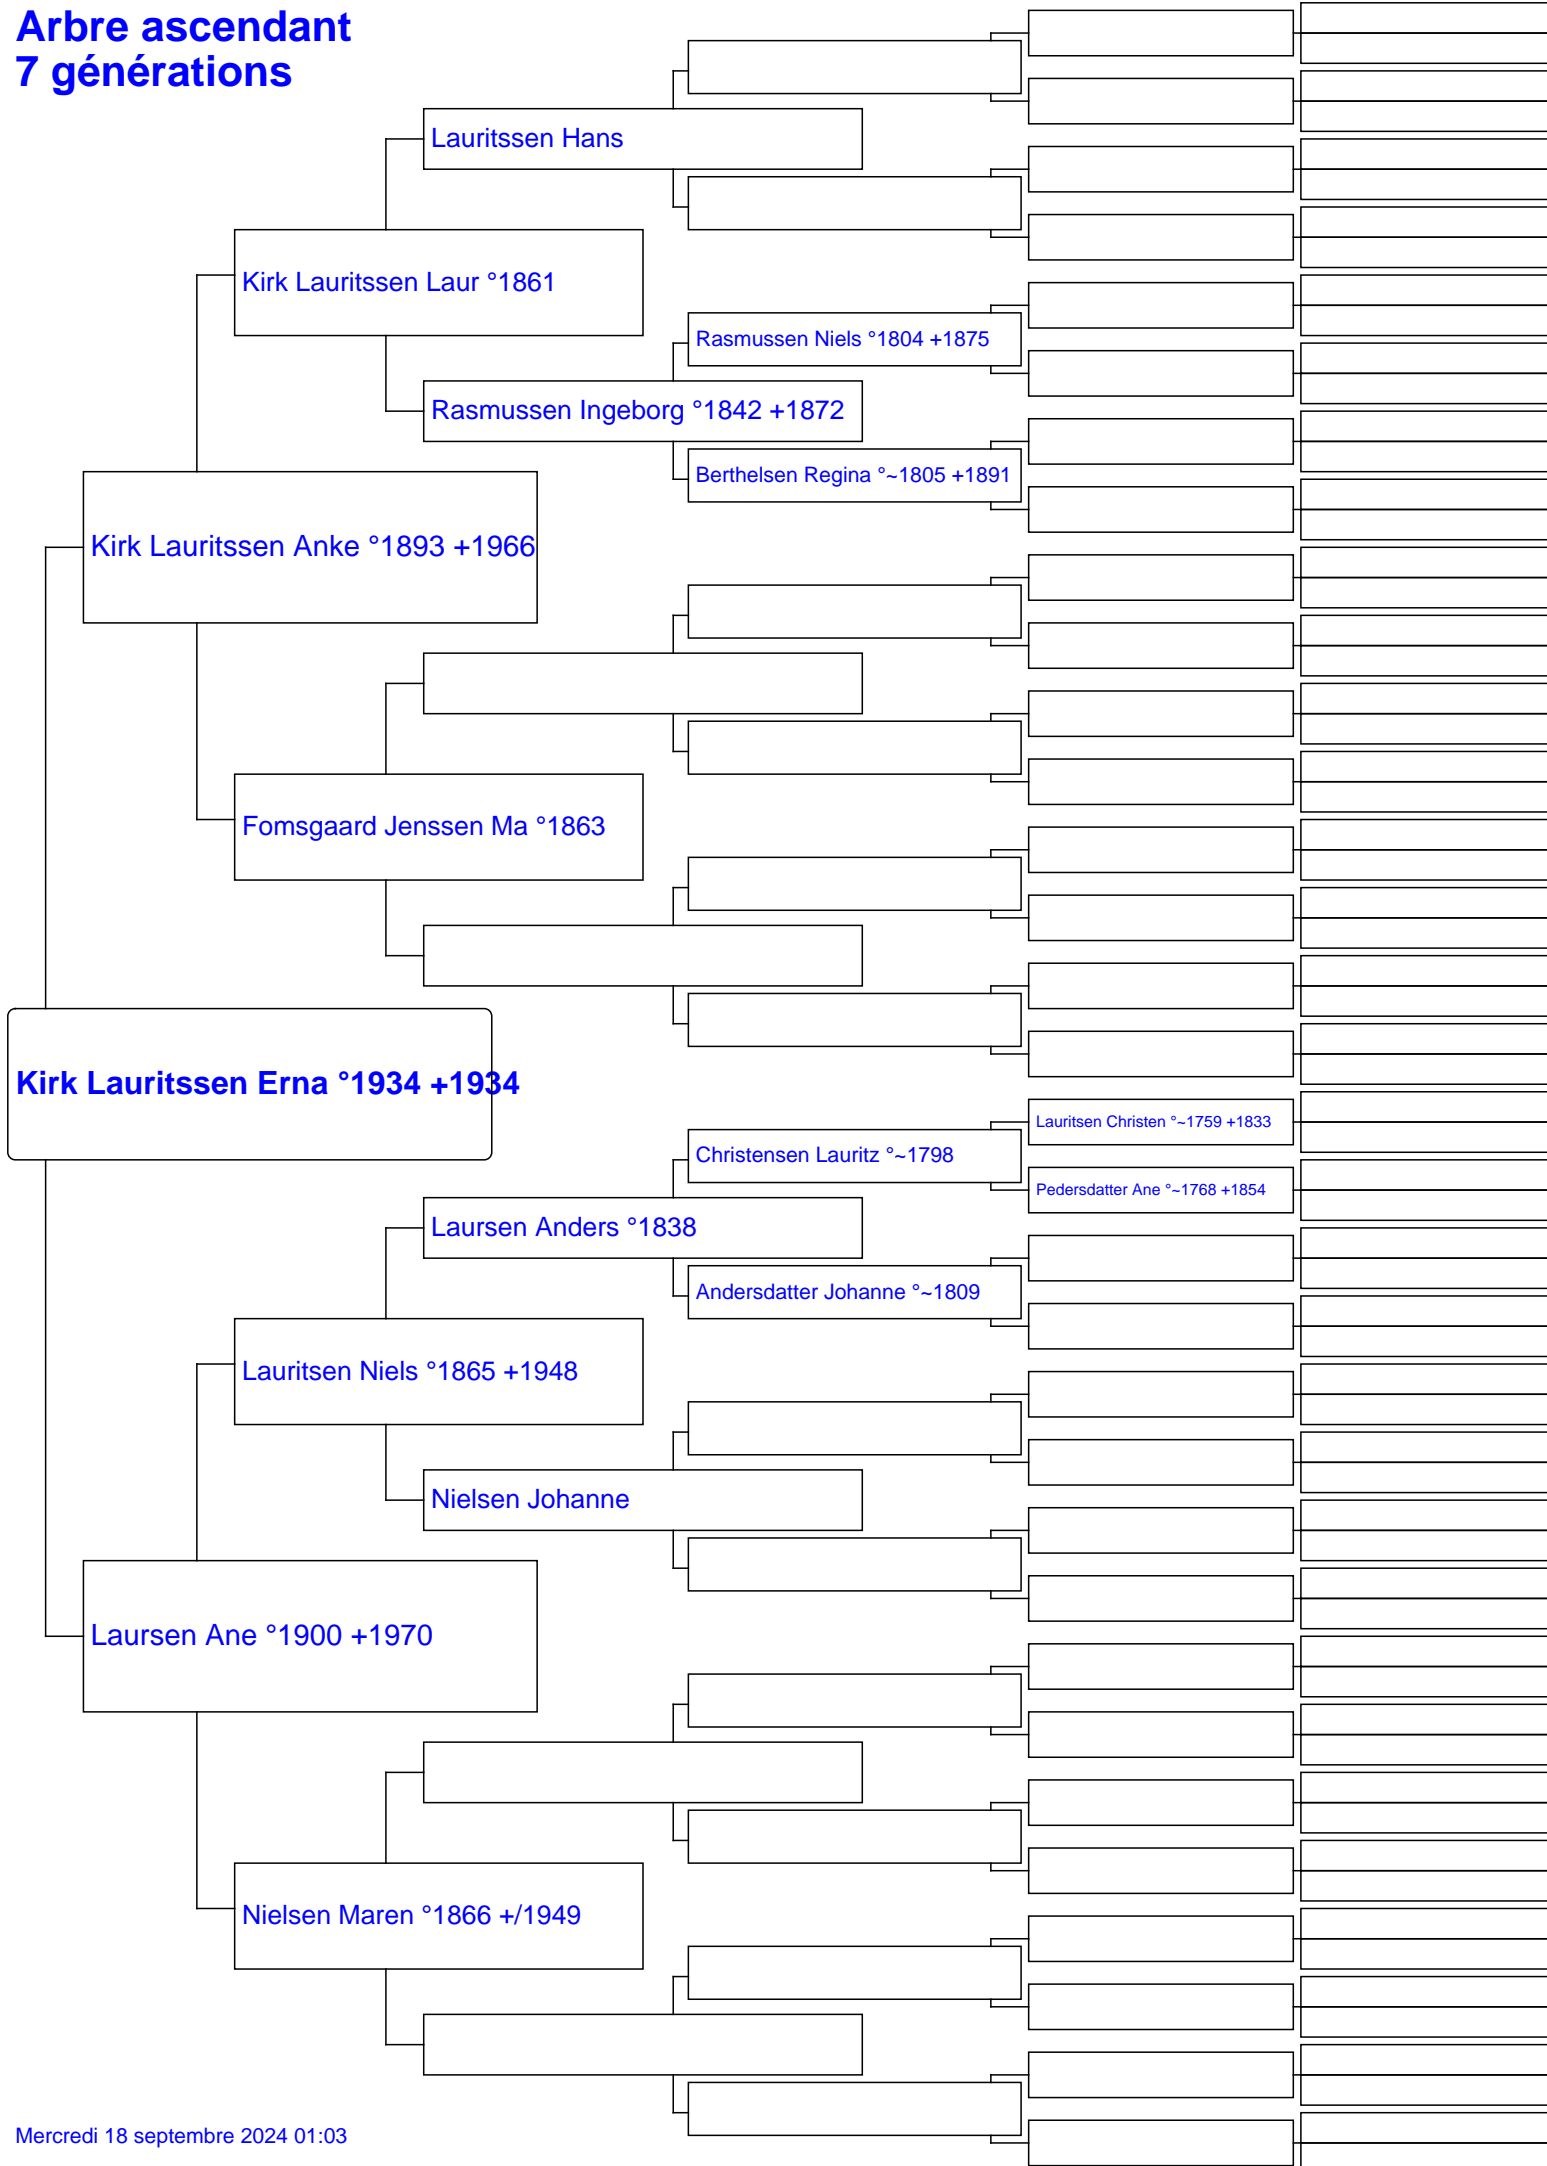 Arbre ascendant
7 générations
Lauritssen Hans
Kirk Lauritssen Laur °1861
Rasmussen Niels °1804 +1875
Rasmussen Ingeborg °1842 +1872
Berthelsen Regina °~1805 +1891
Kirk Lauritssen Anke °1893 +1966
Fomsgaard Jenssen Ma °1863
Kirk Lauritssen Erna °1934 +1934
Lauritsen Christen °~1759 +1833
Christensen Lauritz °~1798
Pedersdatter Ane °~1768 +1854
Laursen Anders °1838
Andersdatter Johanne °~1809
Lauritsen Niels °1865 +1948
Nielsen Johanne
Laursen Ane °1900 +1970
Nielsen Maren °1866 +/1949
Mercredi 18 septembre 2024 01:03